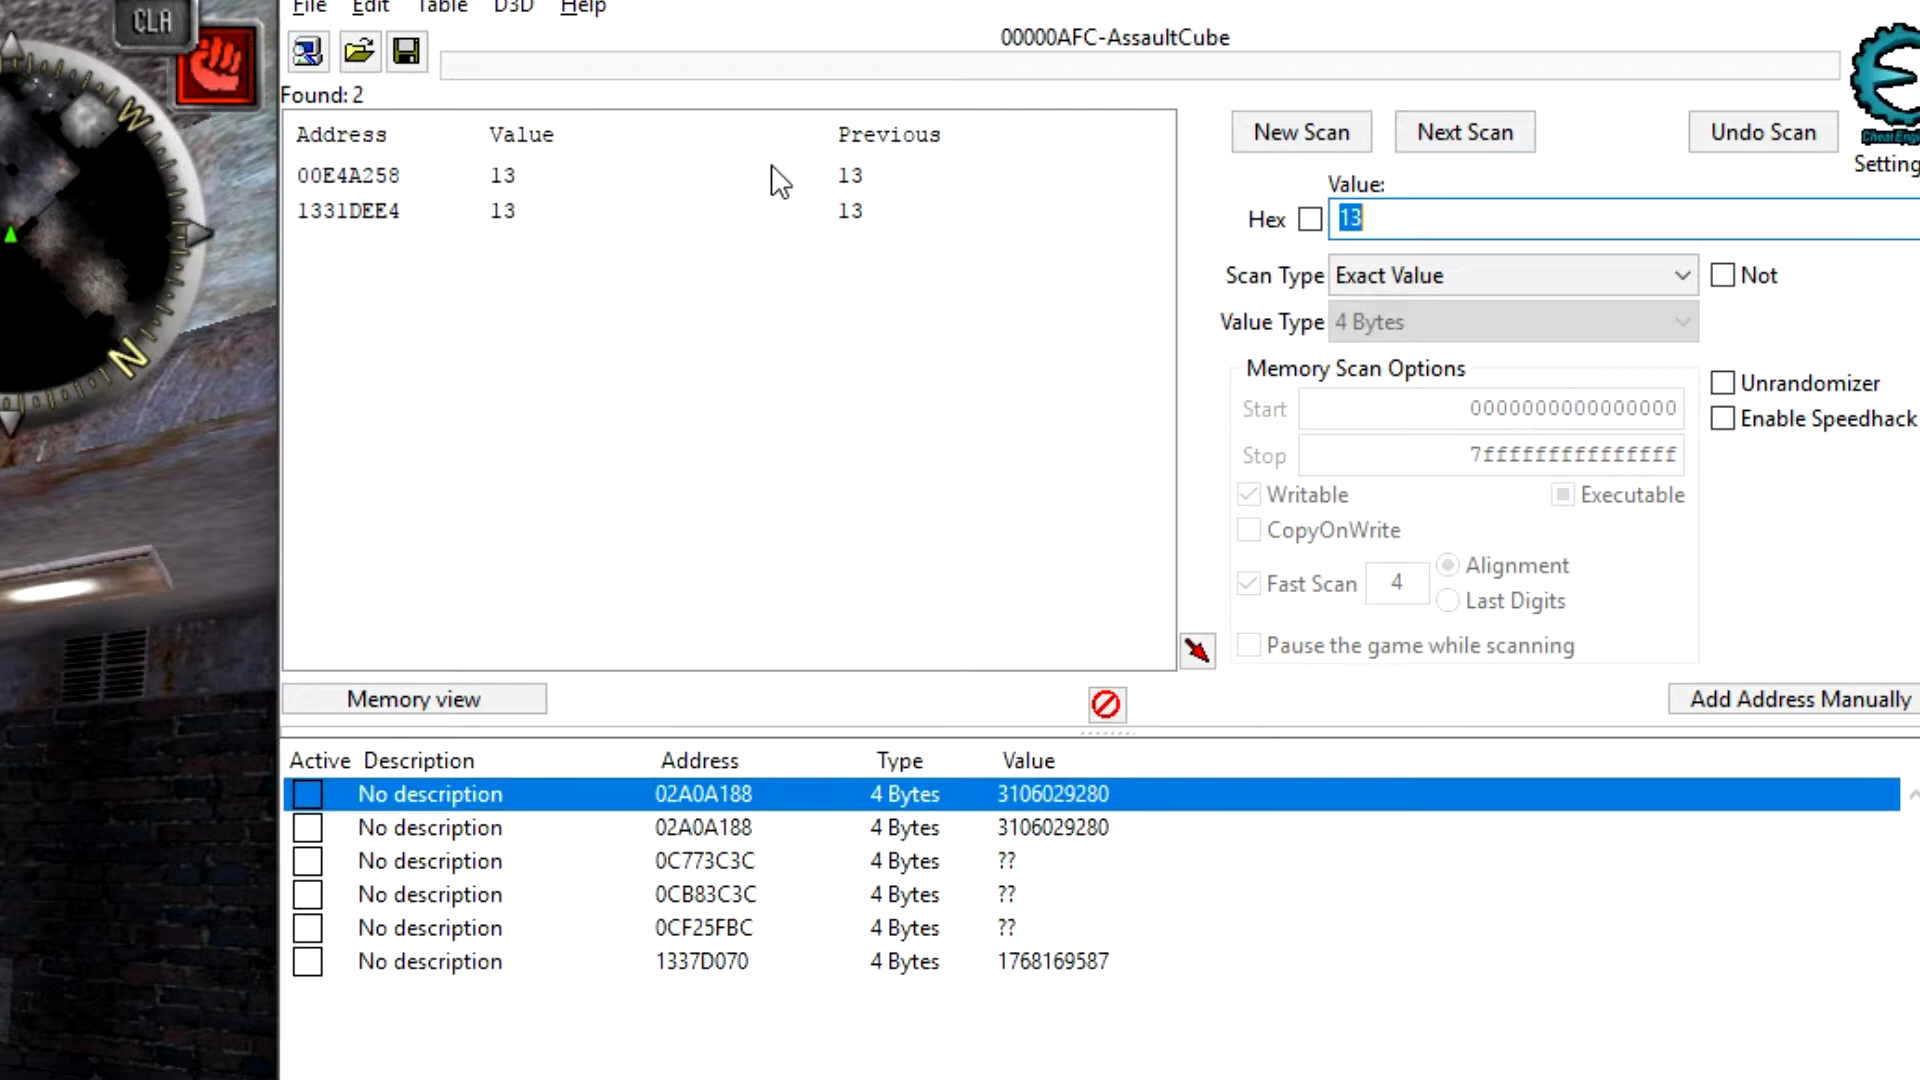 File Edit Table D3D Help
CLA
00000AFC-AssaultCube
W
N
Found: 2
Address Value Previous
00E4A258 13 13
1331DEE4 13 13
New Scan Next Scan Undo Scan
Value:
Hex 13
Scan Type Exact Value Not
Value Type 4 Bytes
Memory Scan Options
Start 0000000000000000
Stop 7fffffffffffffff
Writable Executable
CopyOnWrite
Fast Scan 4 Alignment
Last Digits
Pause the game while scanning
Unrandomizer
Enable Speedhack
Cheat Engi
Setting
Memory view Add Address Manually
Active Description Address Type Value
No description 02A0A188 4 Bytes 3106029280
No description 02A0A188 4 Bytes 3106029280
No description 0C773C3C 4 Bytes ??
No description 0CB83C3C 4 Bytes ??
No description 0CF25FBC 4 Bytes ??
No description 1337D070 4 Bytes 1768169587